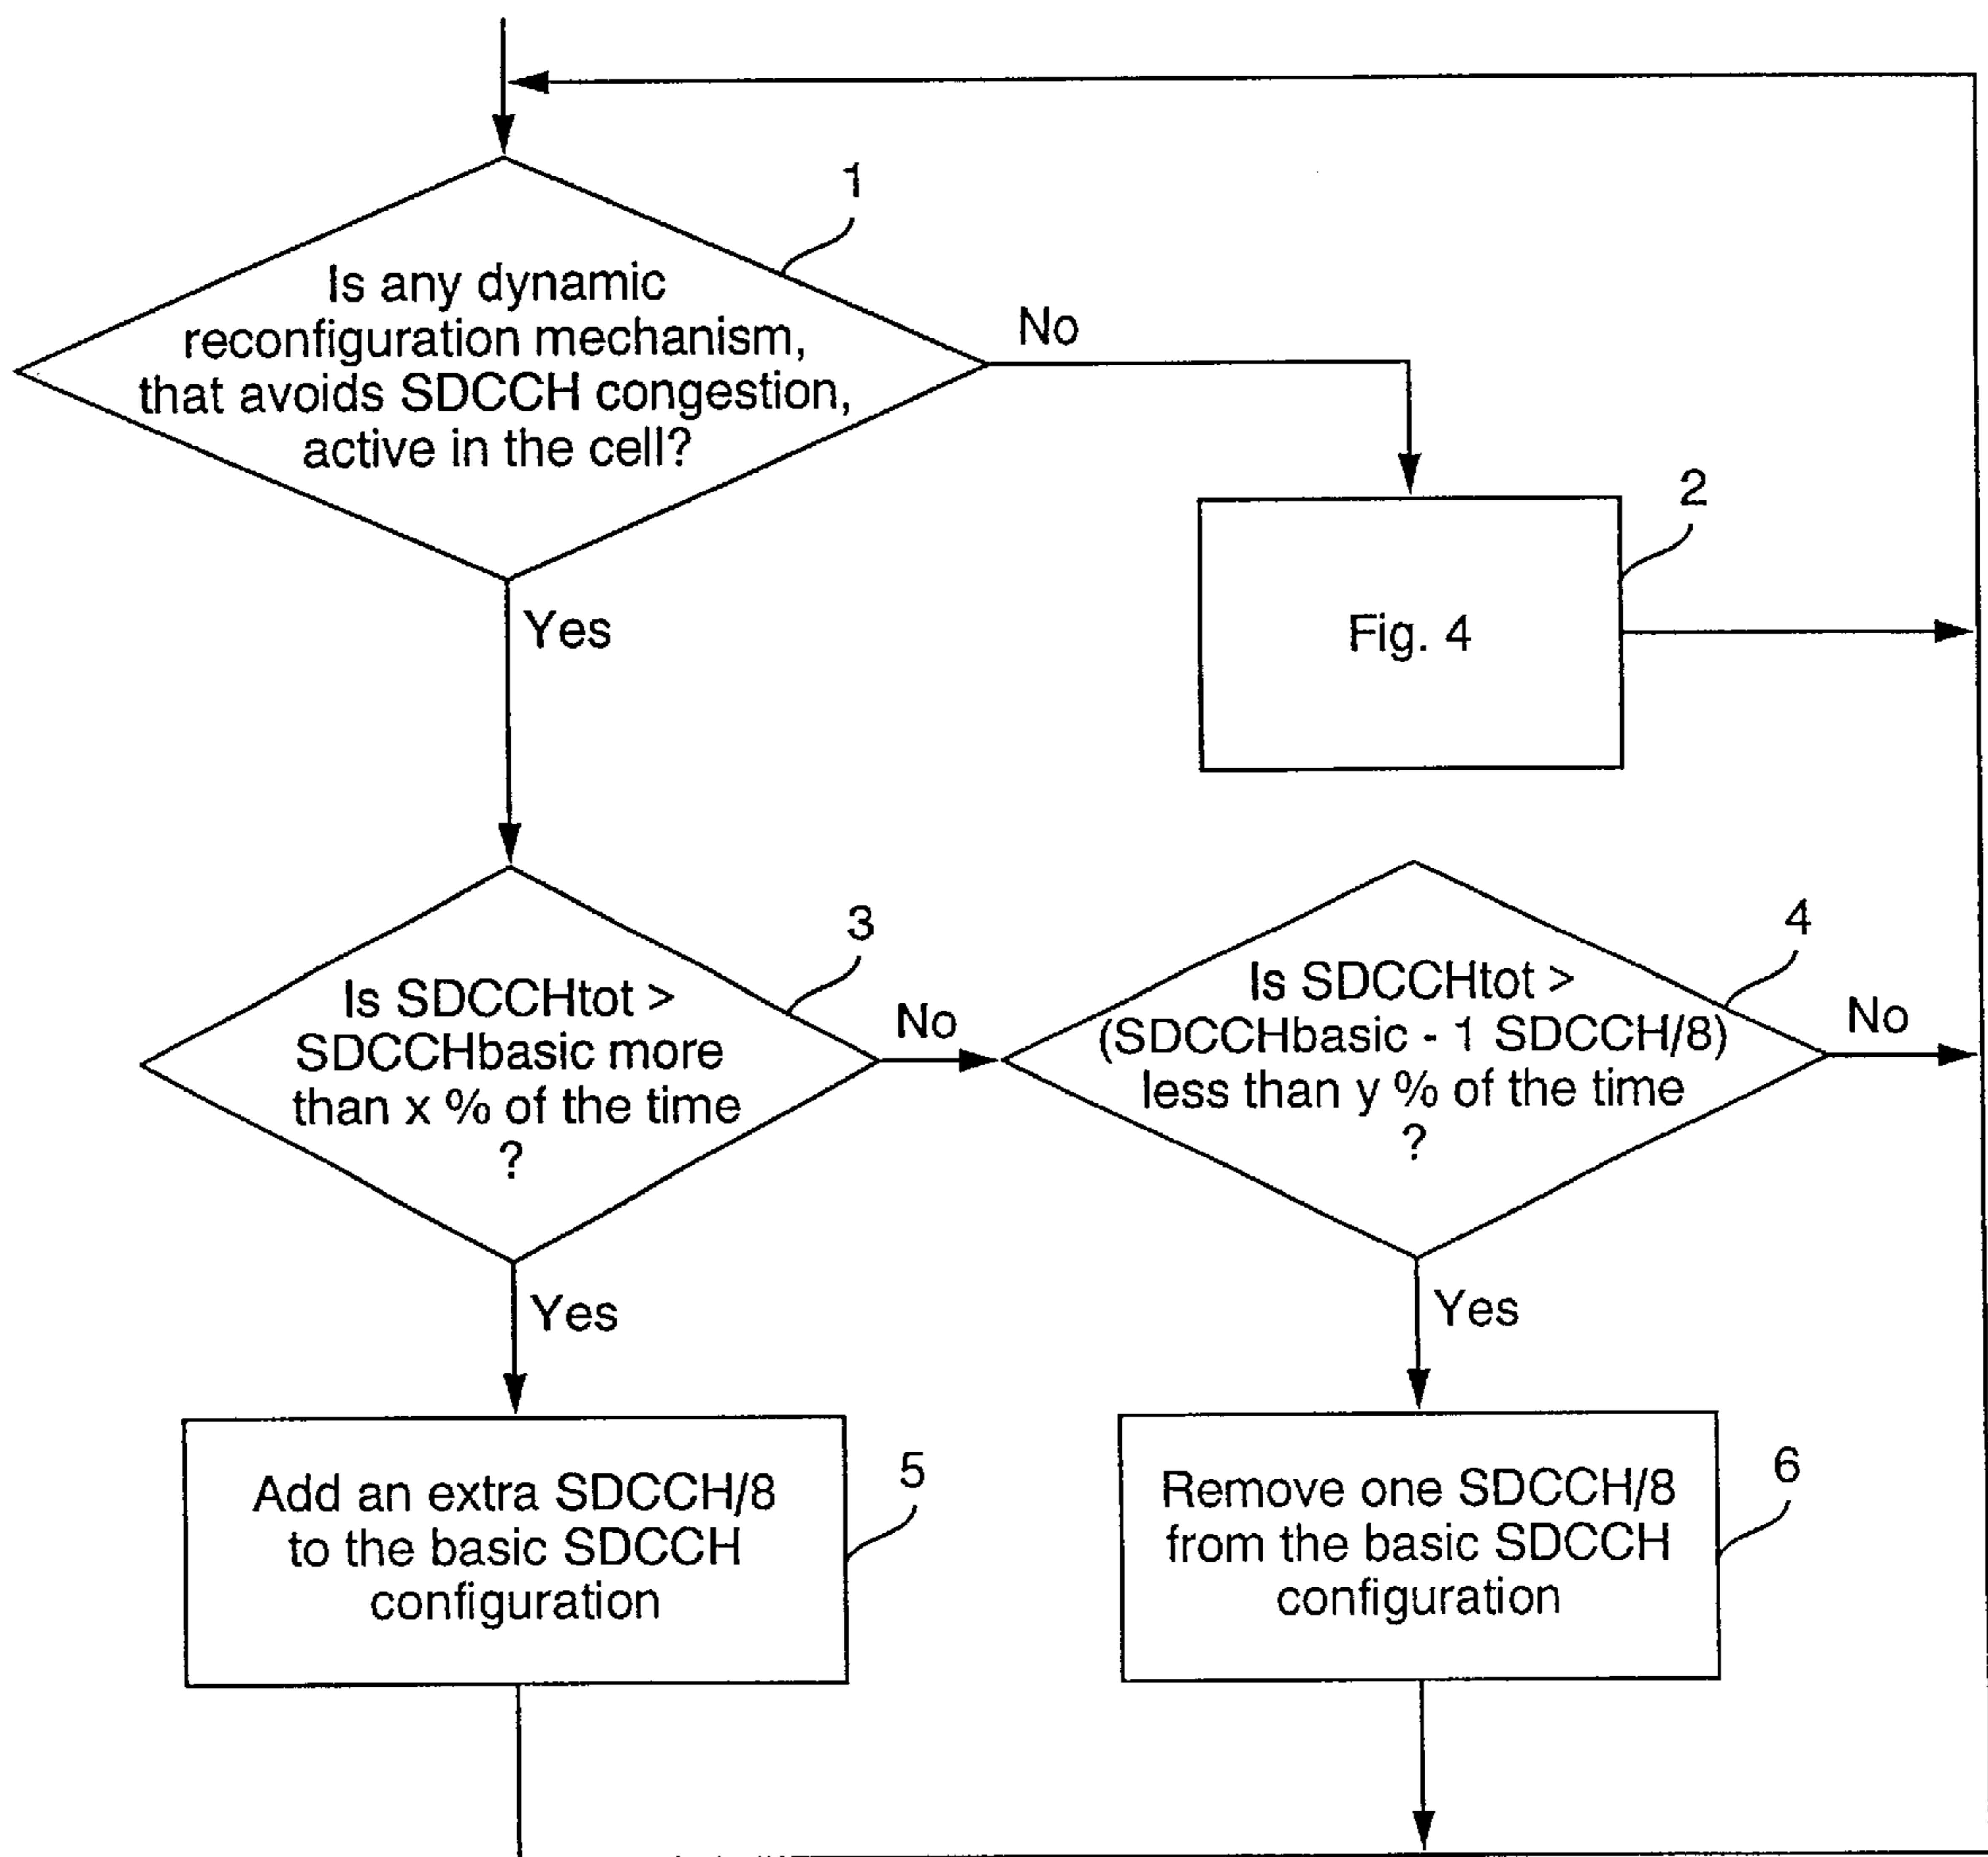 1
Is any dynamic
reconfiguration mechanism,
that avoids SDCCH congestion,
active in the cell?
No
2
Fig. 4
Yes
3
Is SDCCHtot >
SDCCHbasic more
than x % of the time
?
No
4
Is SDCCHtot >
(SDCCHbasic - 1 SDCCH/8)
less than y % of the time
?
No
Yes
Yes
5
Add an extra SDCCH/8
to the basic SDCCH
configuration
6
Remove one SDCCH/8
from the basic SDCCH
configuration